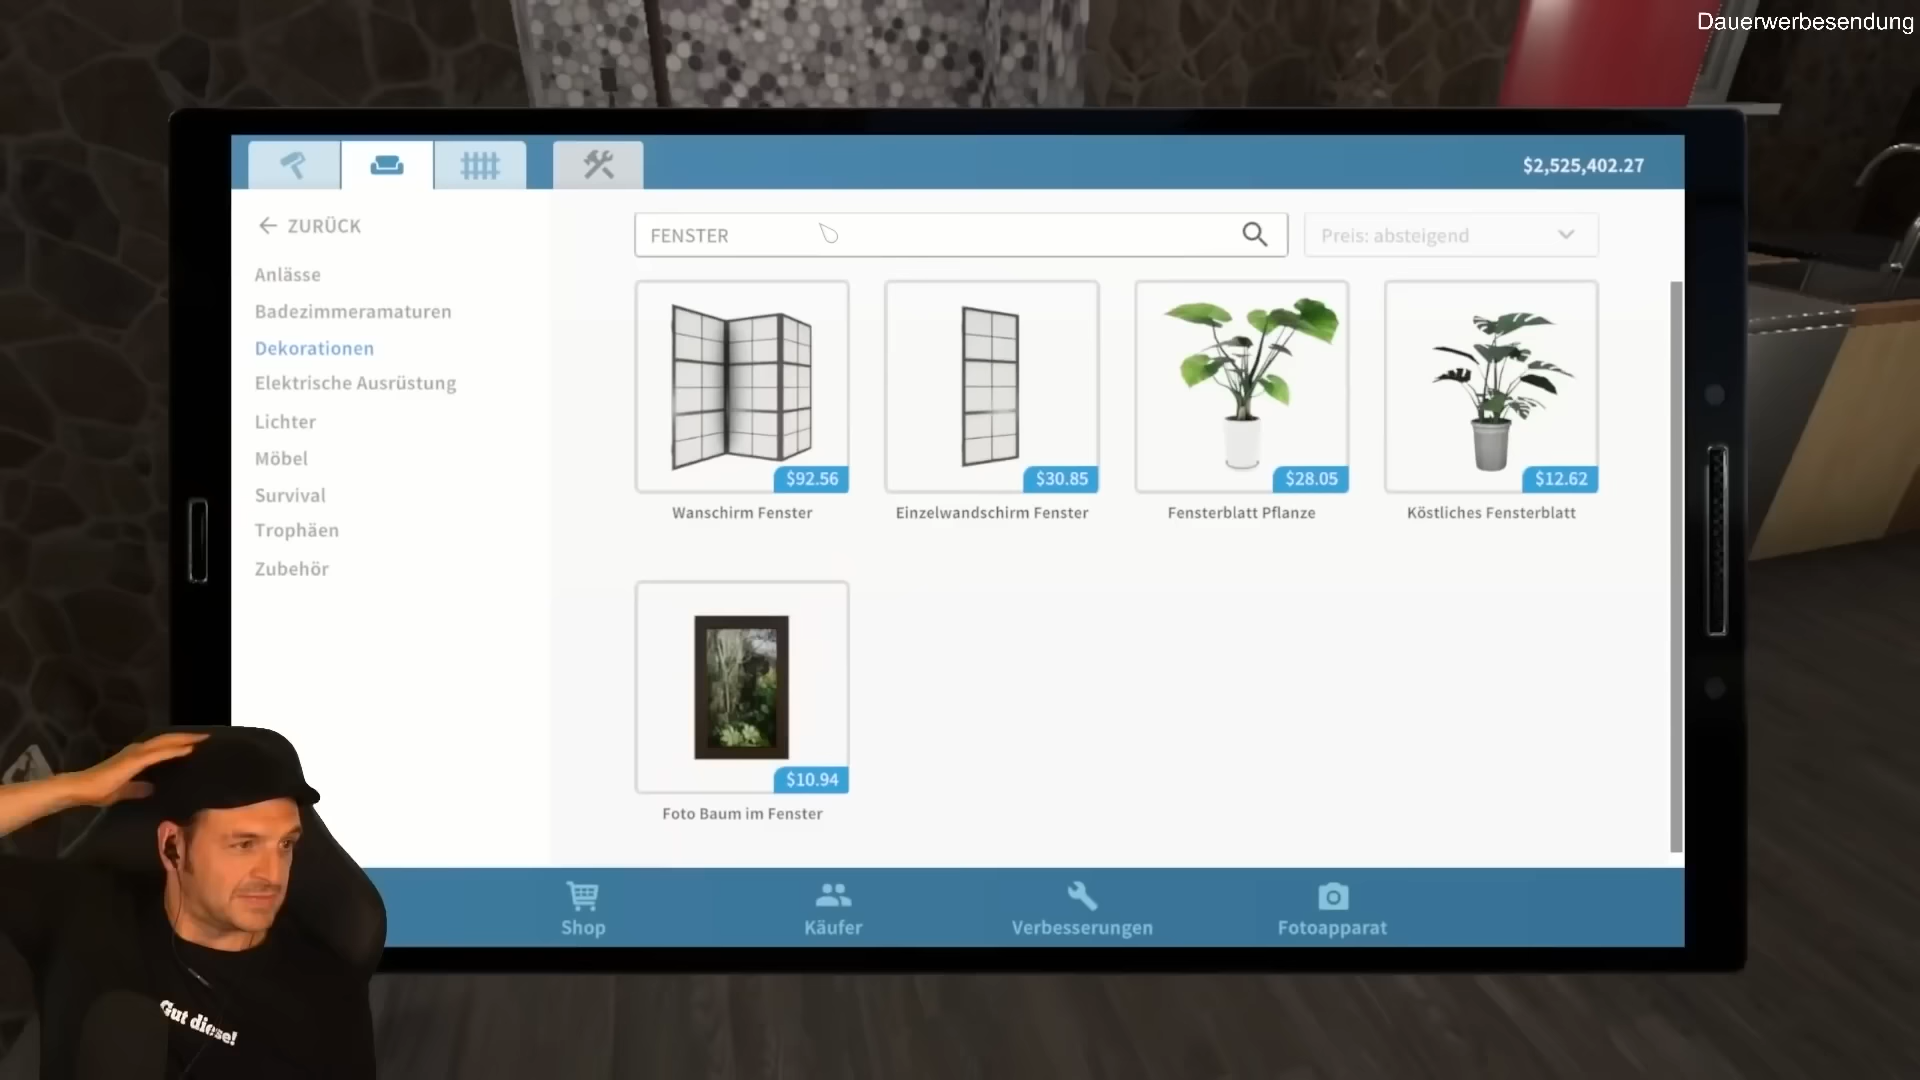 Dauerwerbesendung
$2,525,402.27
ZURÜCK
FENSTER
Preis: absteigend
Anlässe
Badezimmeramaturen
Dekorationen
Elektrische Ausrüstung
Lichter
Möbel
Survival
Trophäen
Zubehör
$92.56
$30.85
$28.05
$12.62
Wanschirm Fenster
Einzelwandschirm Fenster
Fensterblatt Pflanze
Köstliches Fensterblatt
$10.94
Foto Baum im Fenster
Shop
Käufer
Verbesserungen
Fotoapparat
Gut diese!